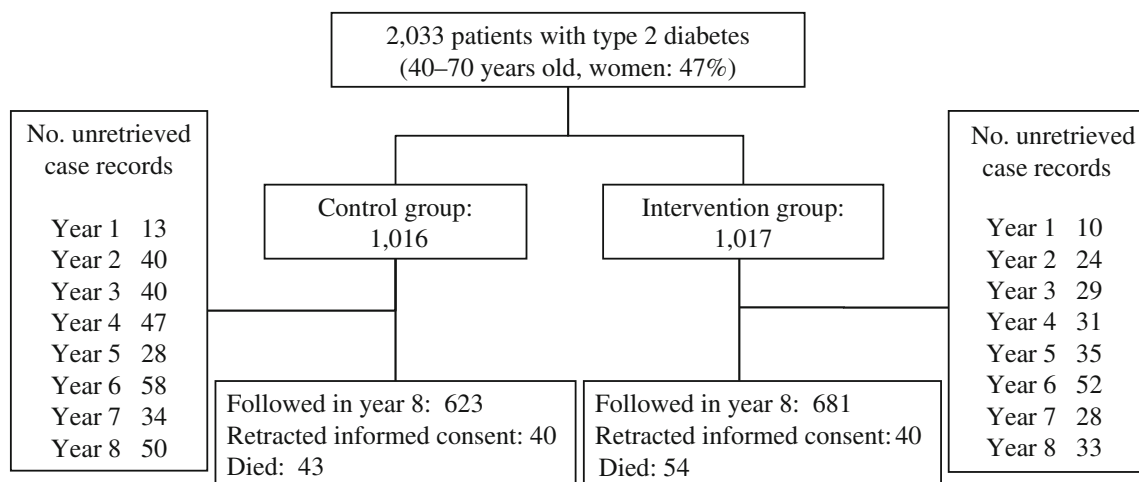 2,033 patients with type 2 diabetes
(40–70 years old, women: 47%)
No. unretrieved
case records
Year 1 13
Year 2 40
Year 3 40
Year 4 47
Year 5 28
Year 6 58
Year 7 34
Year 8 50
Control group:
1,016
Intervention group:
1,017
No. unretrieved
case records
Year 1 10
Year 2 24
Year 3 29
Year 4 31
Year 5 35
Year 6 52
Year 7 28
Year 8 33
Followed in year 8: 623
Retracted informed consent: 40
Died: 43
Followed in year 8: 681
Retracted informed consent: 40
Died: 54